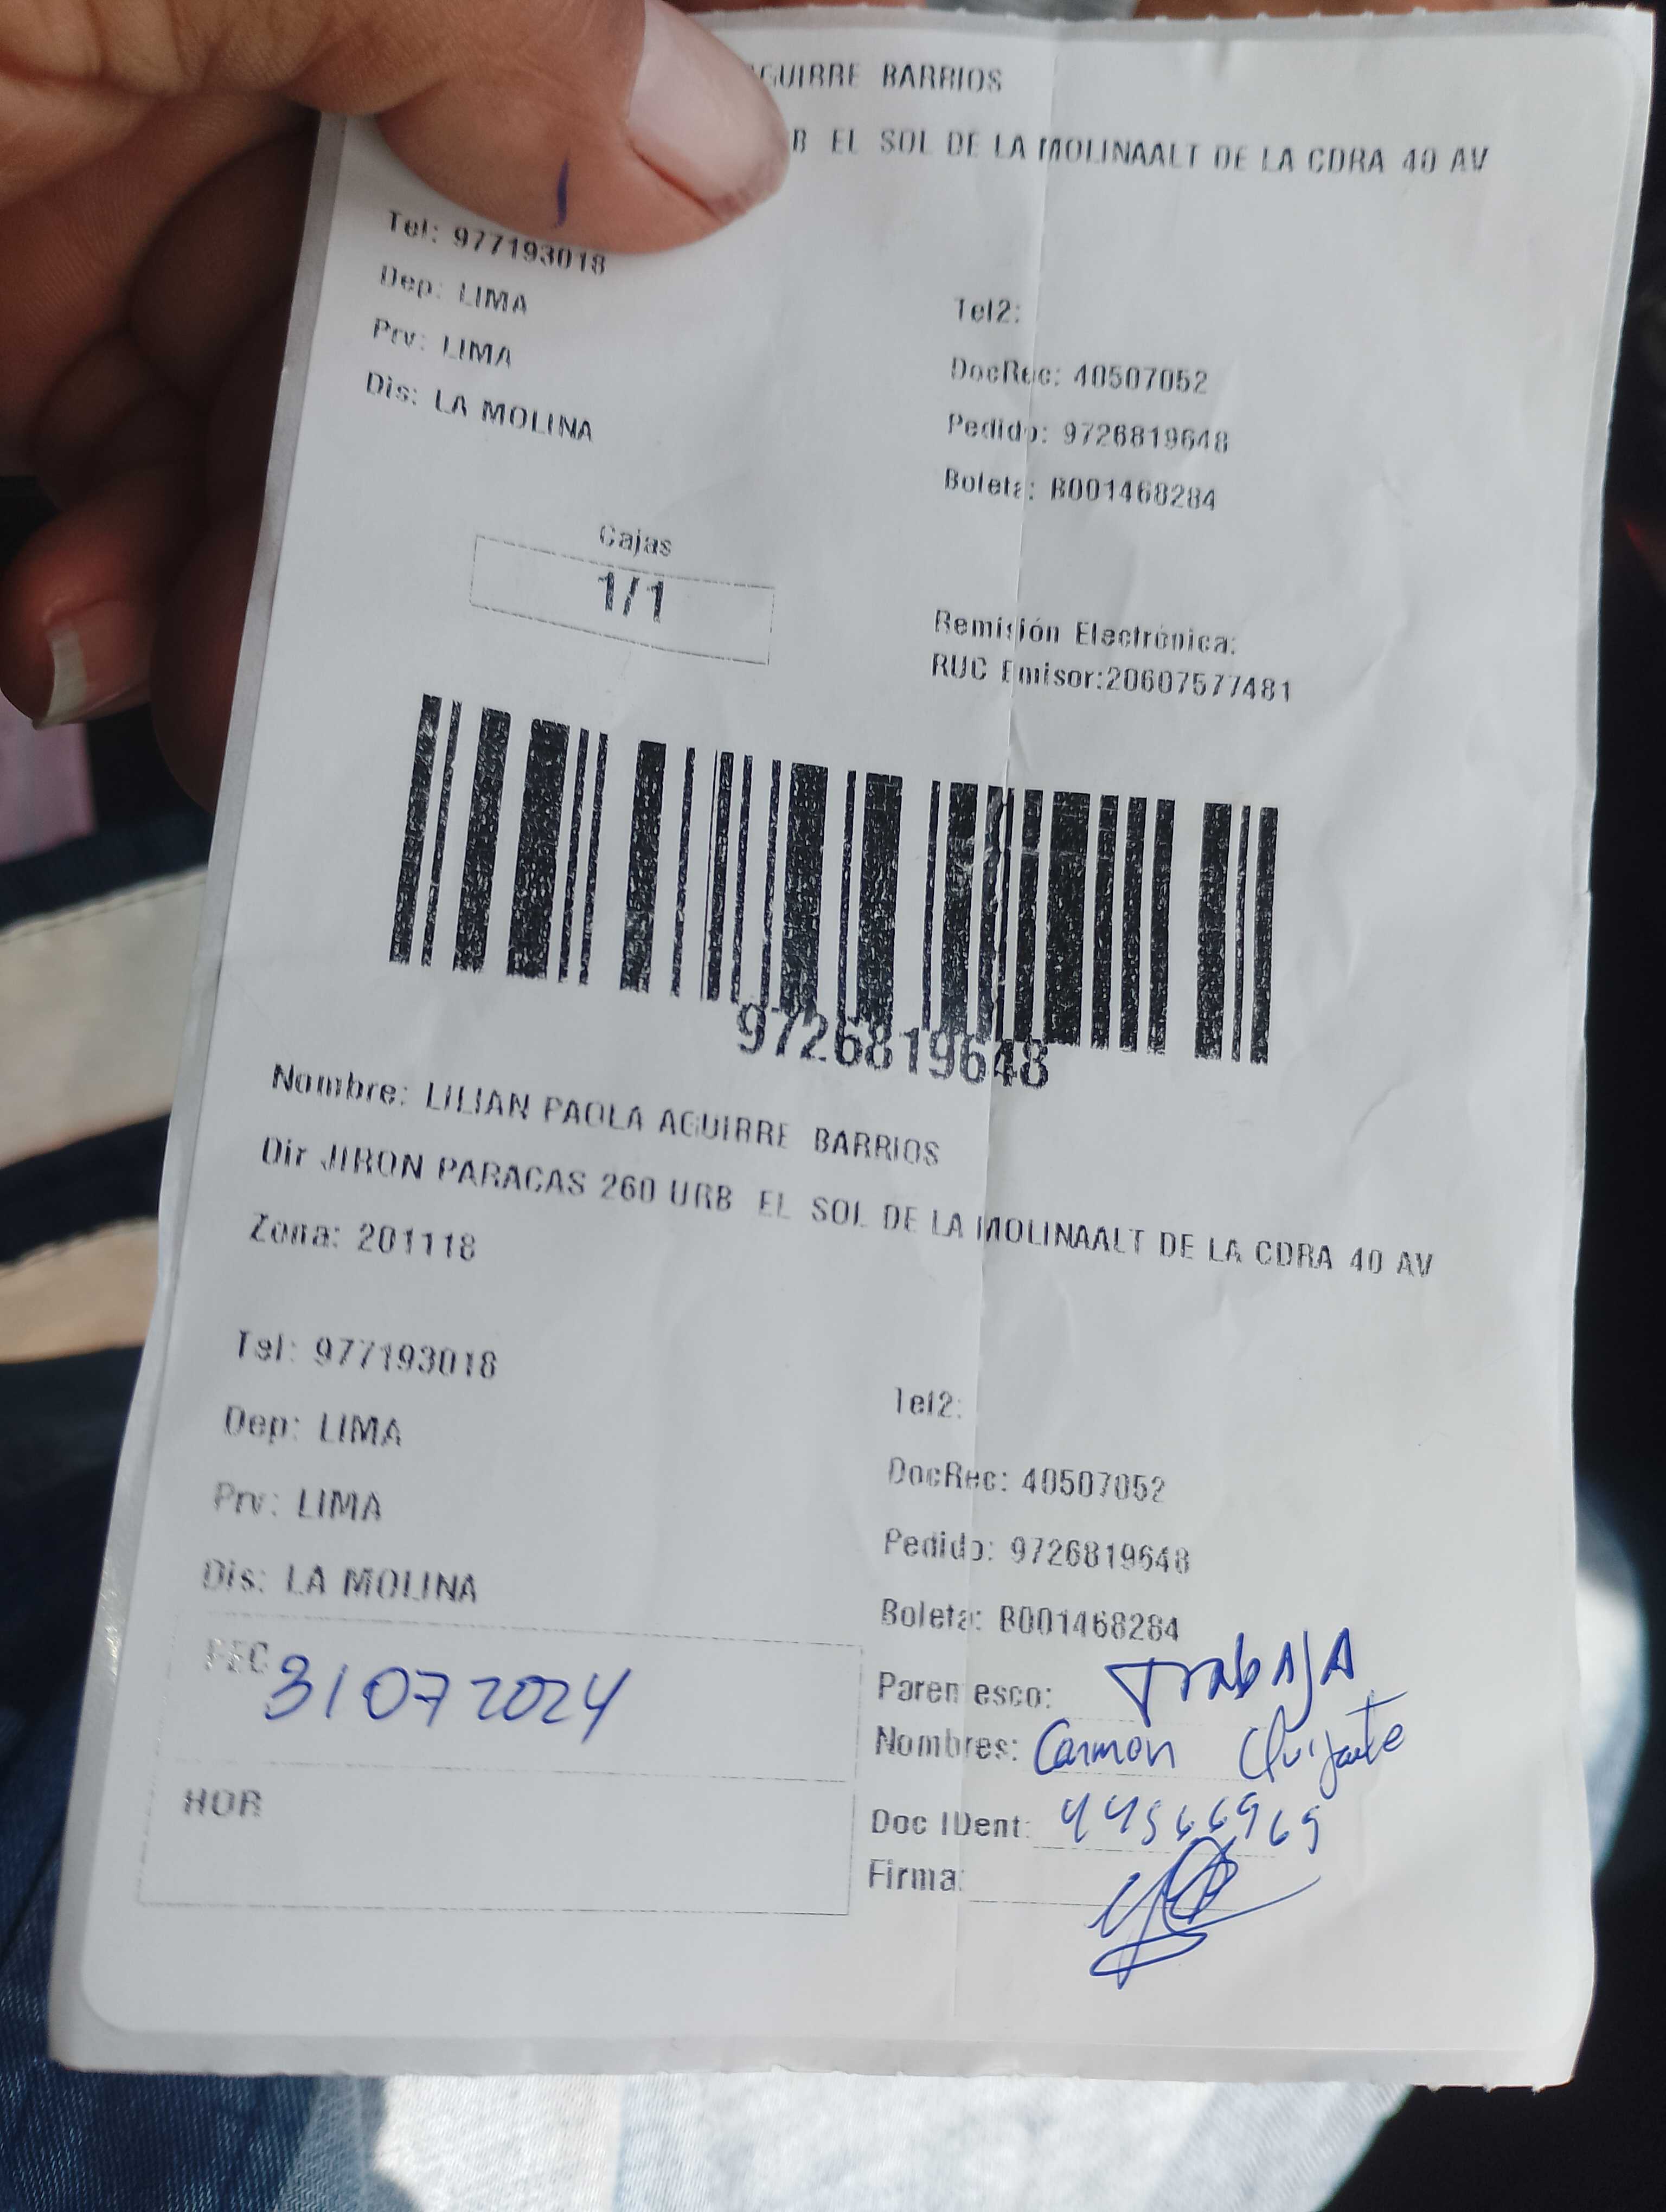 AGUIRRE BARRIOS
B EL SOL DE LA MOLINAALT DE LA CDRA 40 AV
Tel: 977193018
Dep: LIMA
Tel2:
Prv: LIMA
DocRec: 40507052
Dis: LA MOLINA
Pedido: 9726819648
Boleta: B001468284
Cajas
1/1
Remisión Electrónica:
RUC Emisor:20607577481
9726819648
Nombre: LILIAN PAOLA AGUIRRE BARRIOS
Dir JIRON PARACAS 260 URB EL SOL DE LA MOLINAALT DE LA CDRA 40 AV
Zona: 201118
Tel: 977193018
Tel2:
Dep: LIMA
DocRec: 40507052
Prv: LIMA
Pedido: 9726819648
Dis: LA MOLINA
Boleta: B001468284
FEC 31 07 2024
Parentesco: TrabAJA
Nombres: Carmen
HOR
Doc IDent: 44566969
Firma: